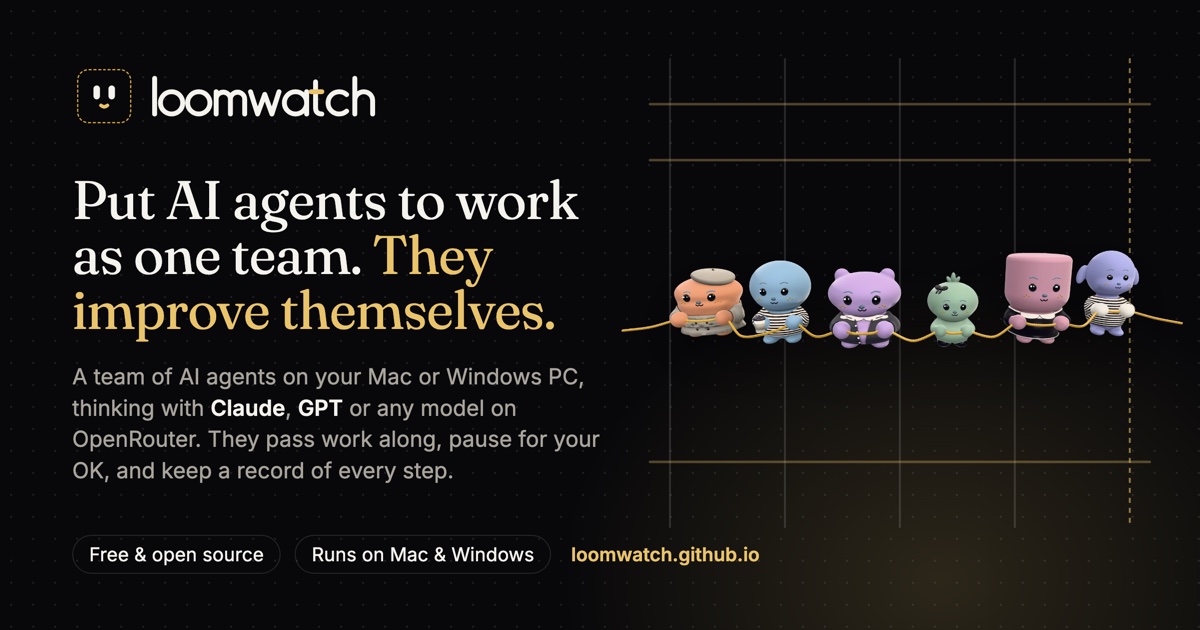 loomwatch
Put AI agents to work
as one team. They
improve themselves.
A team of AI agents on your Mac or Windows PC,
thinking with Claude, GPT or any model on
OpenRouter. They pass work along, pause for your
OK, and keep a record of every step.
Free & open source
Runs on Mac & Windows
loomwatch.github.io